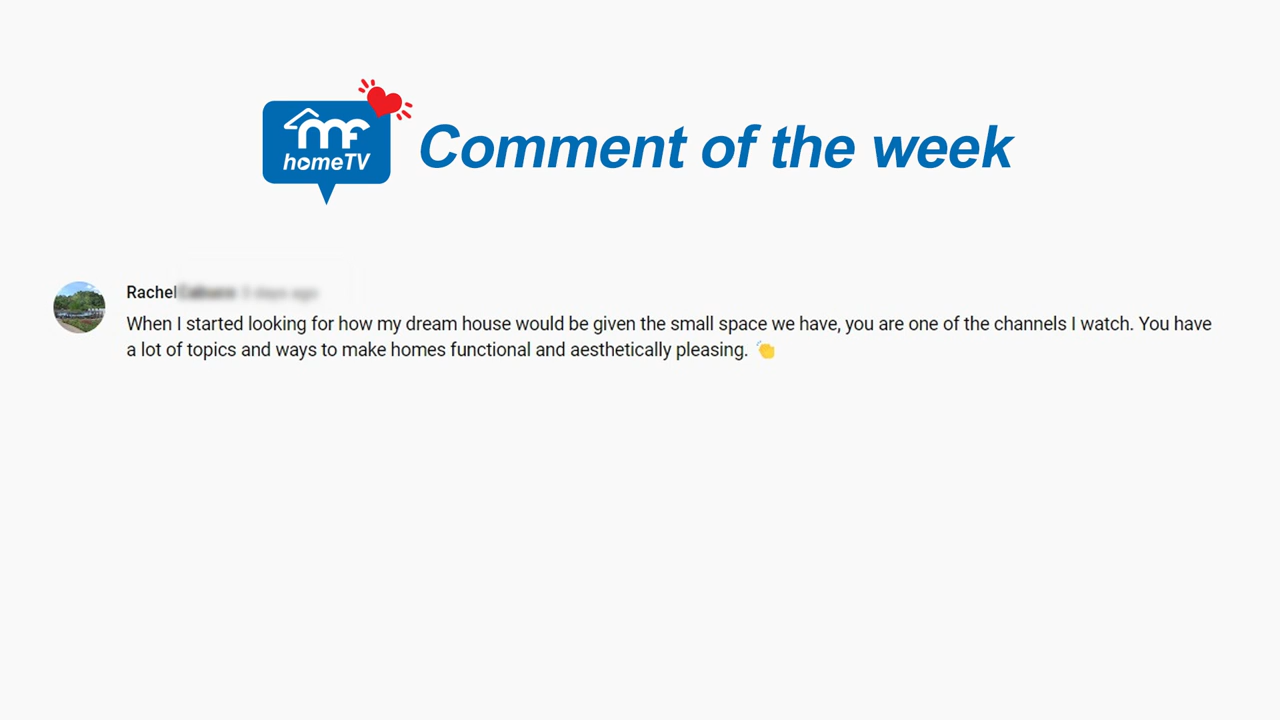 mf
homeTV
Comment of the week
Rachel
When I started looking for how my dream house would be given the small space we have, you are one of the channels I watch. You have
a lot of topics and ways to make homes functional and aesthetically pleasing. 👏